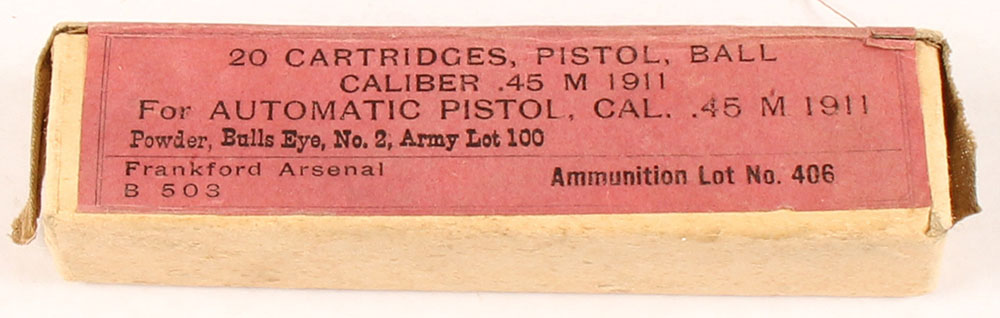 20 CARTRIDGES, PISTOL, BALL
CALIBER .45 M 1911
For AUTOMATIC PISTOL, CAL. .45 M 1911
Powder, Bulls Eye, No. 2, Army Lot 100
Frankford Arsenal
B 503
Ammunition Lot No. 406